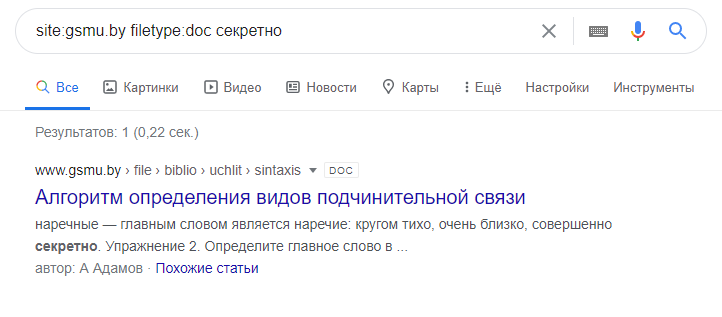 site:gsmu.by filetype:doc секретно
Все Картинки Видео Новости Карты Ещё Настройки Инструменты
Результатов: 1 (0,22 сек.)
www.gsmu.by › file › biblio › uchlit › sintaxis DOC
Алгоритм определения видов подчинительной связи
наречные — главным словом является наречие: кругом тихо, очень близко, совершенно
секретно. Упражнение 2. Определите главное слово в ...
автор: А Адамов · Похожие статьи